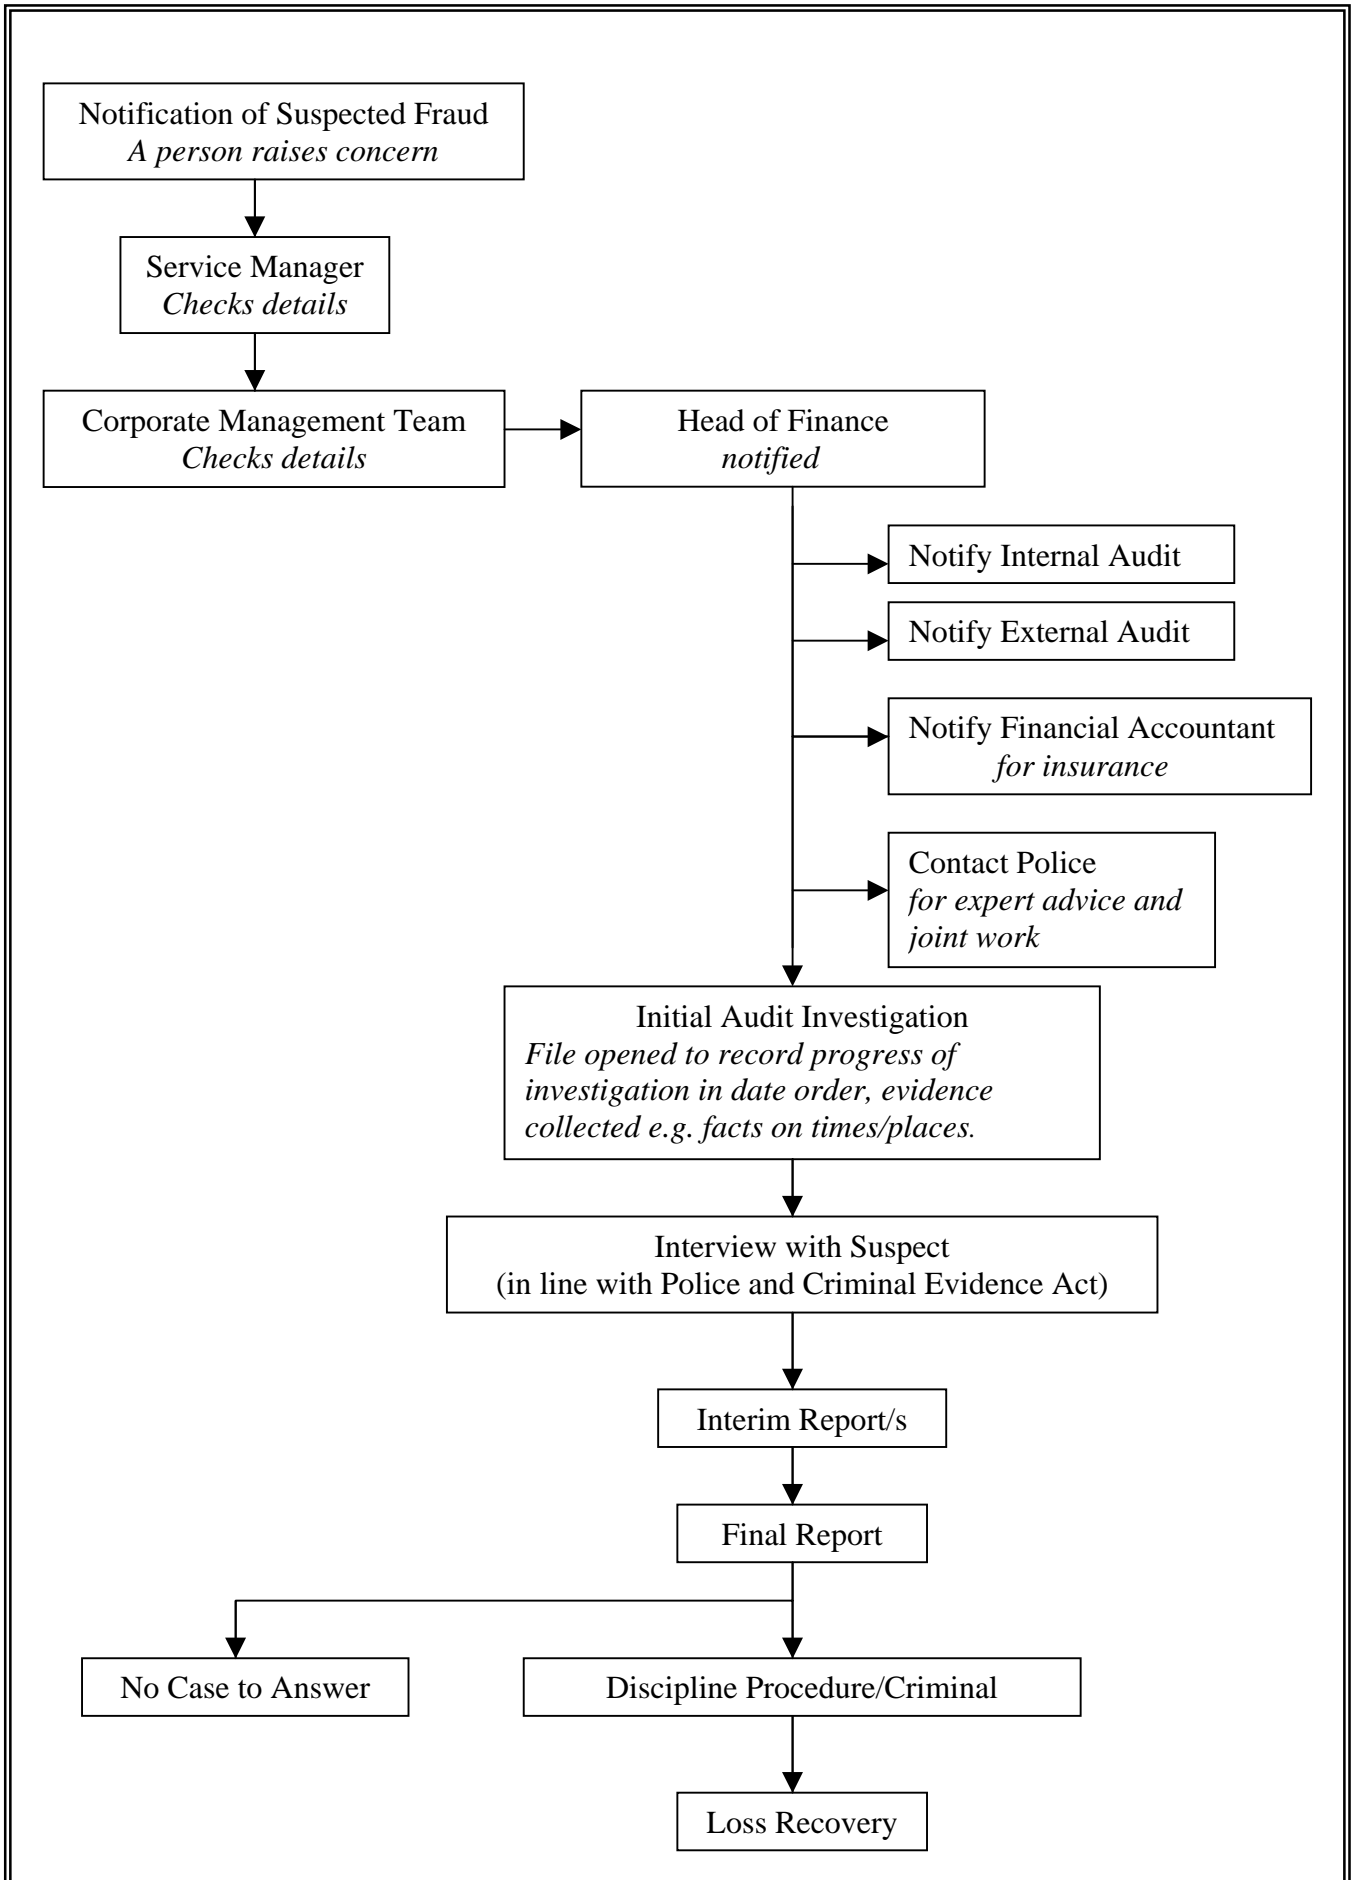 Notification of Suspected Fraud
A person raises concern
Service Manager
Checks details
Corporate Management Team
Checks details
Head of Finance
notified
Notify Internal Audit
Notify External Audit
Notify Financial Accountant
for insurance
Contact Police
for expert advice and
joint work
Initial Audit Investigation
File opened to record progress of
investigation in date order, evidence
collected e.g. facts on times/places.
Interview with Suspect
(in line with Police and Criminal Evidence Act)
Interim Report/s
Final Report
No Case to Answer
Discipline Procedure/Criminal
Loss Recovery